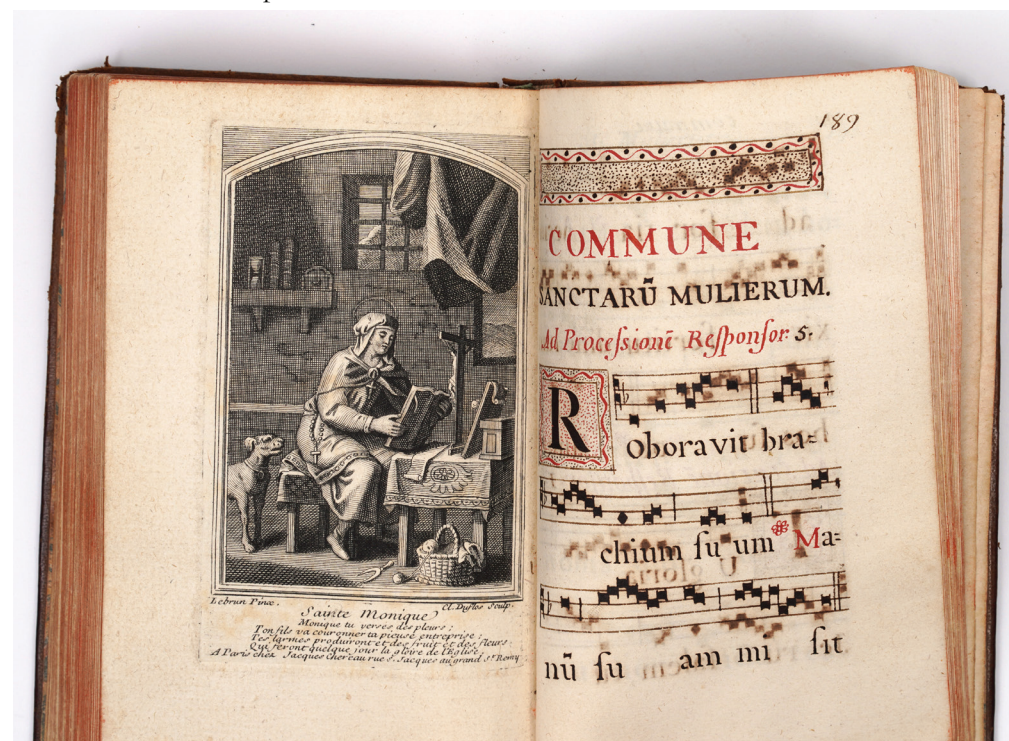 Lebrun Pinx.
Cl. Duflos Sculp.
Sainte Monique
Monique tu verses des pleurs;
Ton fils va couronner ta pieuse entreprise;
Tes larmes produiront et des fruit et des fleurs
Qui feront quelque jour la gloire de l'Eglise;
A Paris chez Jacques Chereau rue S. Jacques au grand St. Remy
189
COMMUNE
SANCTARŪ MULIERUM.
Ad Proceſsionē Reſponſor. 5.
R
Oboravit bra=
chium ſu um Ma=
nū ſu am mi ſit